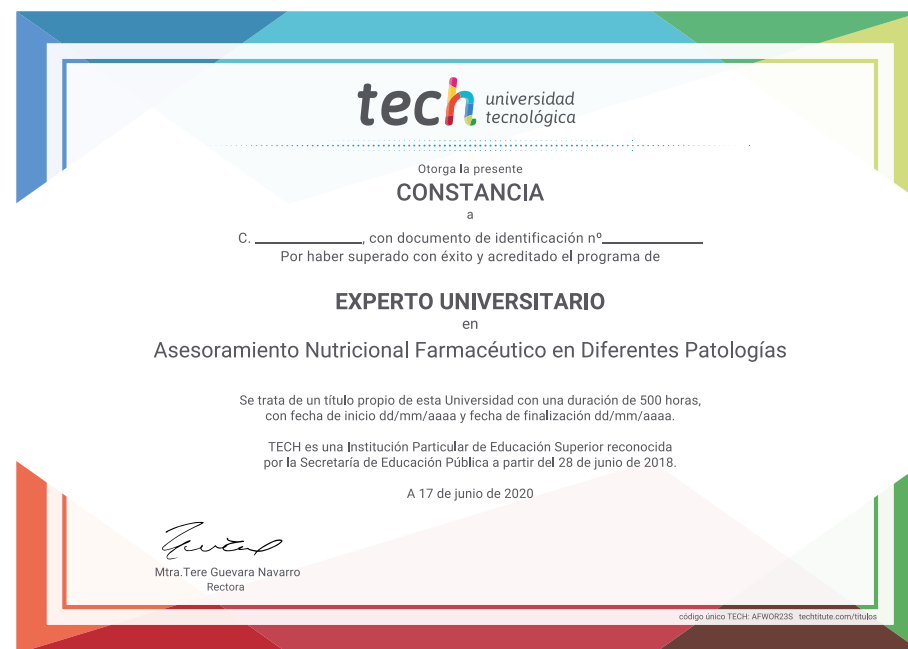 tech universidad
tecnológica
Otorga la presente
CONSTANCIA
a
C. ____________, con documento de identificación nº____________
Por haber superado con éxito y acreditado el programa de
EXPERTO UNIVERSITARIO
en
Asesoramiento Nutricional Farmacéutico en Diferentes Patologías
Se trata de un título propio de esta Universidad con una duración de 500 horas,
con fecha de inicio dd/mm/aaaa y fecha de finalización dd/mm/aaaa.
TECH es una Institución Particular de Educación Superior reconocida
por la Secretaría de Educación Pública a partir del 28 de junio de 2018.
A 17 de junio de 2020
Mtra.Tere Guevara Navarro
Rectora
código único TECH: AFWOR23S techtitute.com/titulos